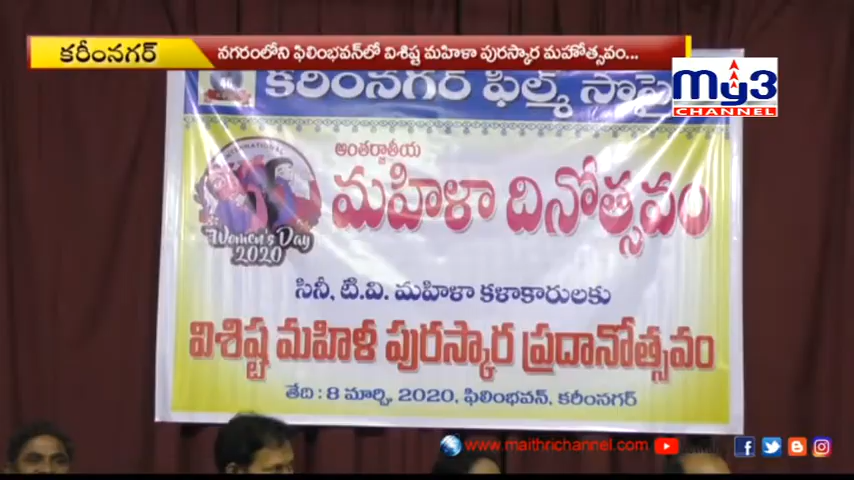 కరీంనగర్
నగరంలోని ఫిలింభవన్‌లో విశిష్ట మహిళా పురస్కార మహోత్సవం...
my3
CHANNEL
కరీంనగర్ ఫిల్మ్ సొసై
అంతర్జాతీయ
మహిళా దినోత్సవం
Women's Day
2020
సినీ, టి.వి. మహిళా కళాకారులకు
విశిష్ట మహిళ పురస్కార ప్రదానోత్సవం
తేది : 8 మార్చి, 2020, ఫిలింభవన్, కరీంనగర్
www.maithrichannel.com